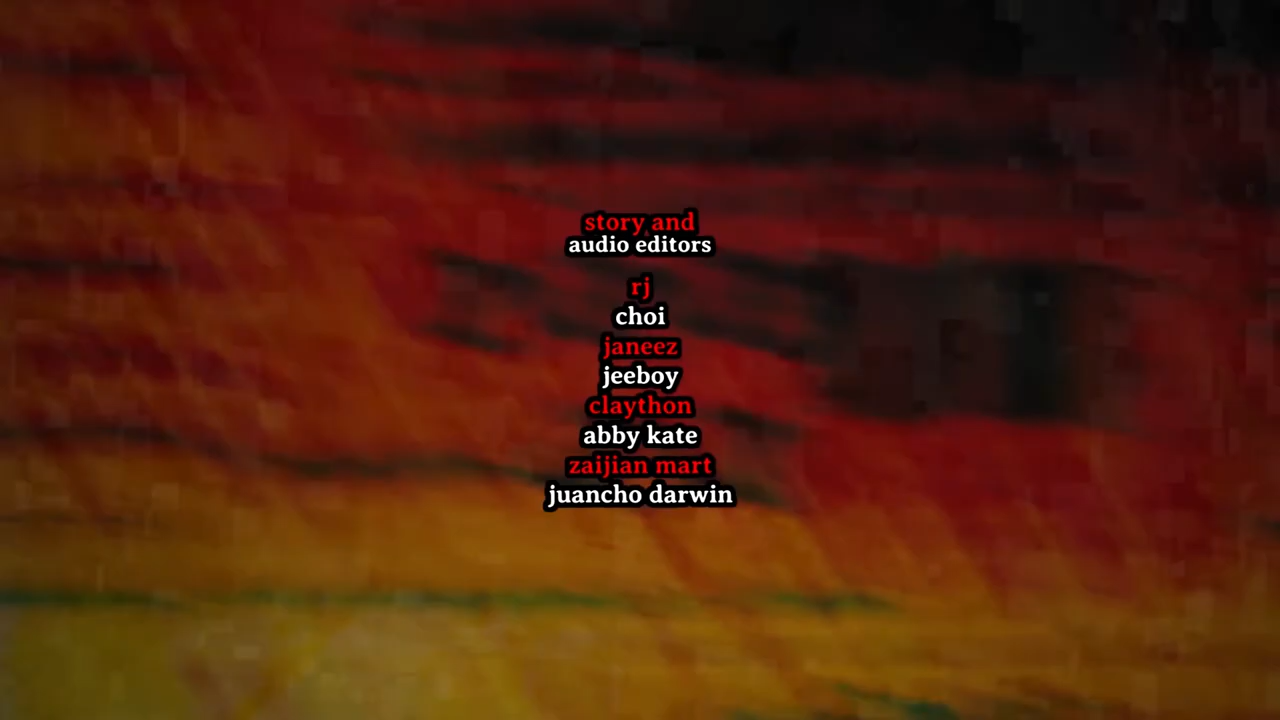 story and
audio editors
rj
choi
janeez
jeeboy
claython
abby kate
zaijian mart
juancho darwin